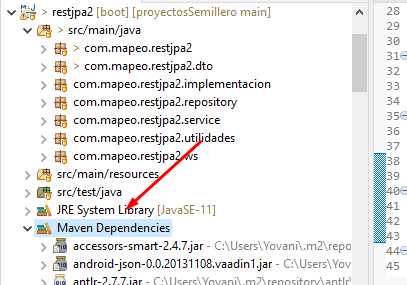 > restjpa2 [boot] [proyectosSemillero main]
> src/main/java
> com.mapeo.restjpa2
> com.mapeo.restjpa2.dto
com.mapeo.restjpa2.implementacion
com.mapeo.restjpa2.repository
com.mapeo.restjpa2.service
com.mapeo.restjpa2.utilidades
com.mapeo.restjpa2.ws
src/main/resources
src/test/java
JRE System Library [JavaSE-11]
Maven Dependencies
accessors-smart-2.4.7.jar - C:\Users\Yovani\.m2\repo
android-json-0.0.20131108.vaadin1.jar - C:\Users\Y
antlr-2.7.7.jar - C:\Users\Yovani\.m2\repository\antlr
28
29
30
31
32
33
34
35
36
37
38
39
40
41
42
43
44
45